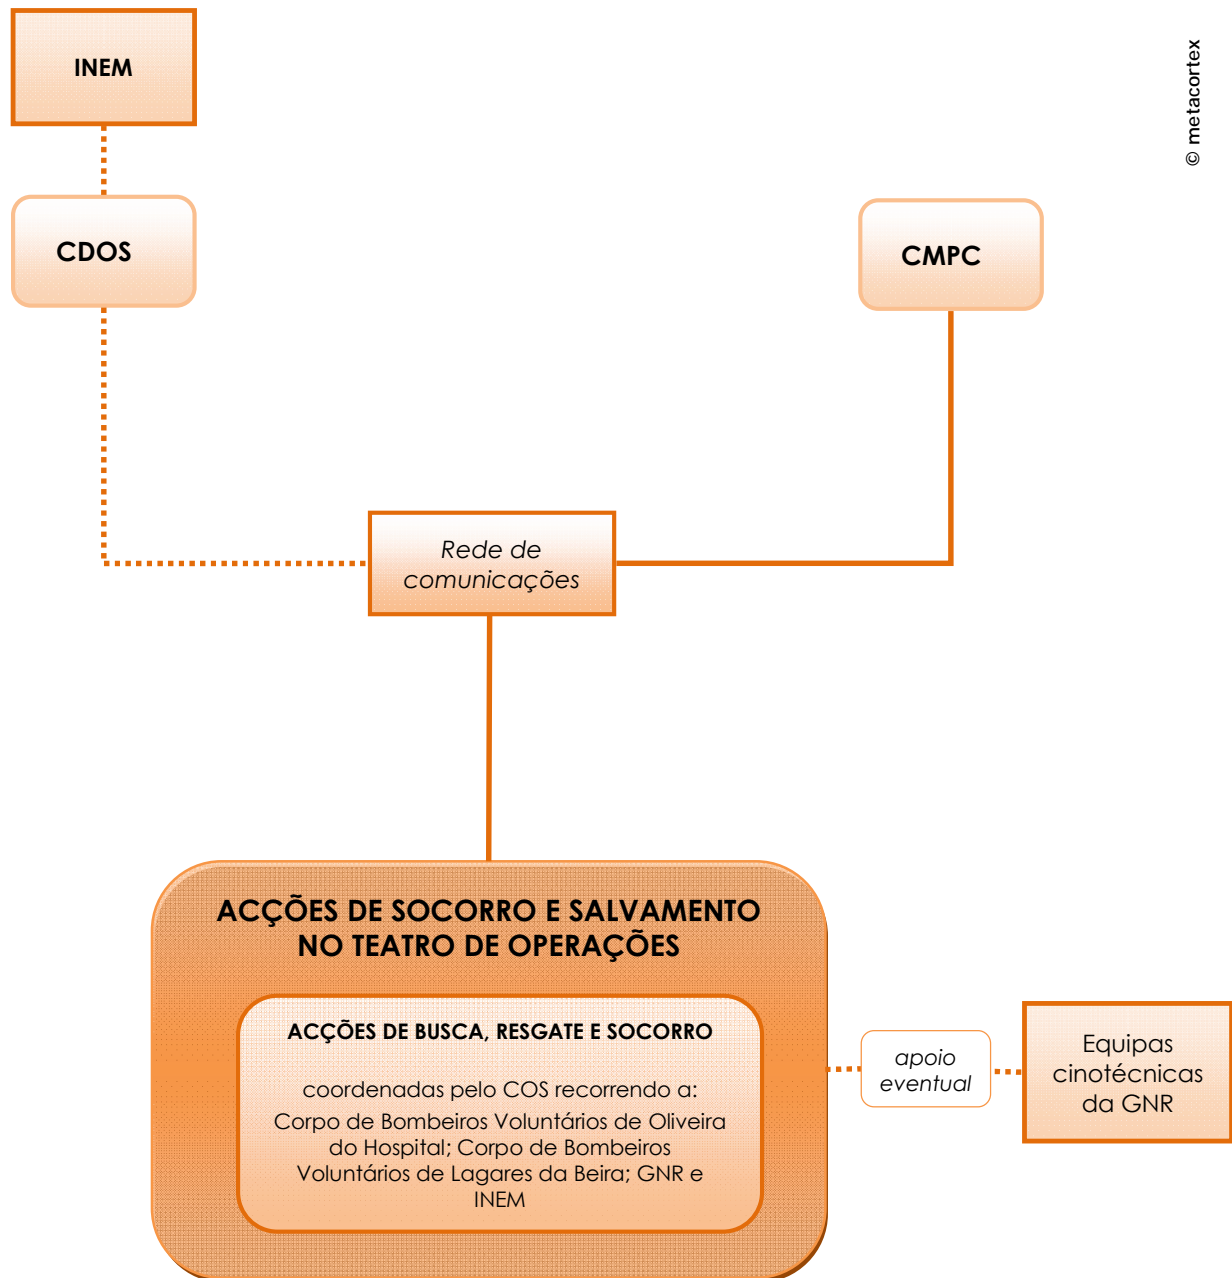 INEM
© metacortex
CDOS
CMPC
Rede de
comunicações
ACÇÕES DE SOCORRO E SALVAMENTO
NO TEATRO DE OPERAÇÕES
ACÇÕES DE BUSCA, RESGATE E SOCORRO
coordenadas pelo COS recorrendo a:
Corpo de Bombeiros Voluntários de Oliveira
do Hospital; Corpo de Bombeiros
Voluntários de Lagares da Beira; GNR e
INEM
apoio
eventual
Equipas
cinotécnicas
da GNR